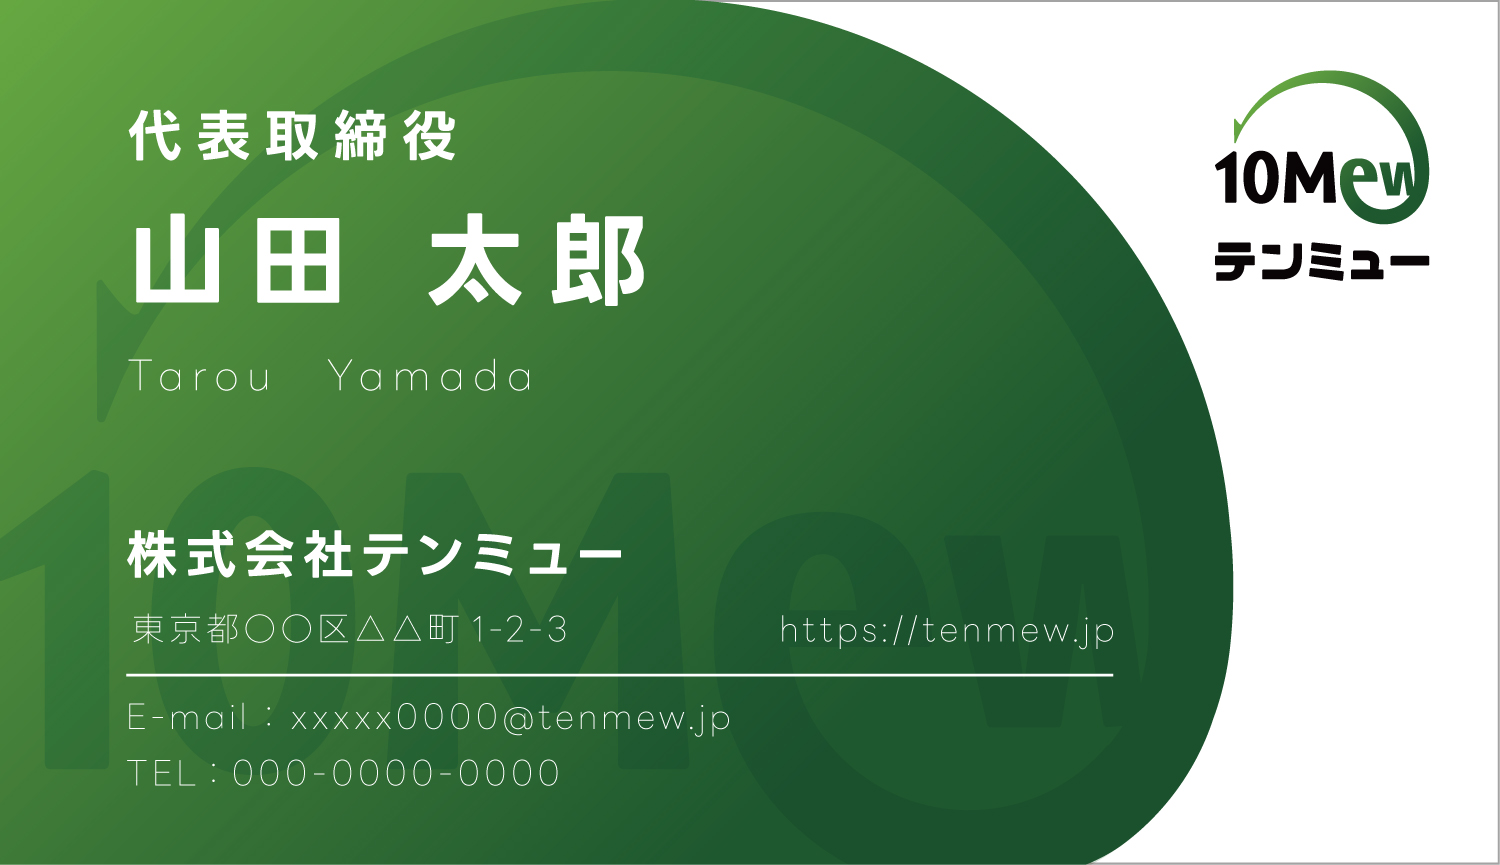 代表取締役
山田 太郎
Tarou Yamada
株式会社テンミュー
東京都〇〇区△△町1-2-3
https://tenmew.jp
E-mail：xxxxx0000@tenmew.jp
TEL：000-0000-0000
10Mew
テンミュー
10Mew